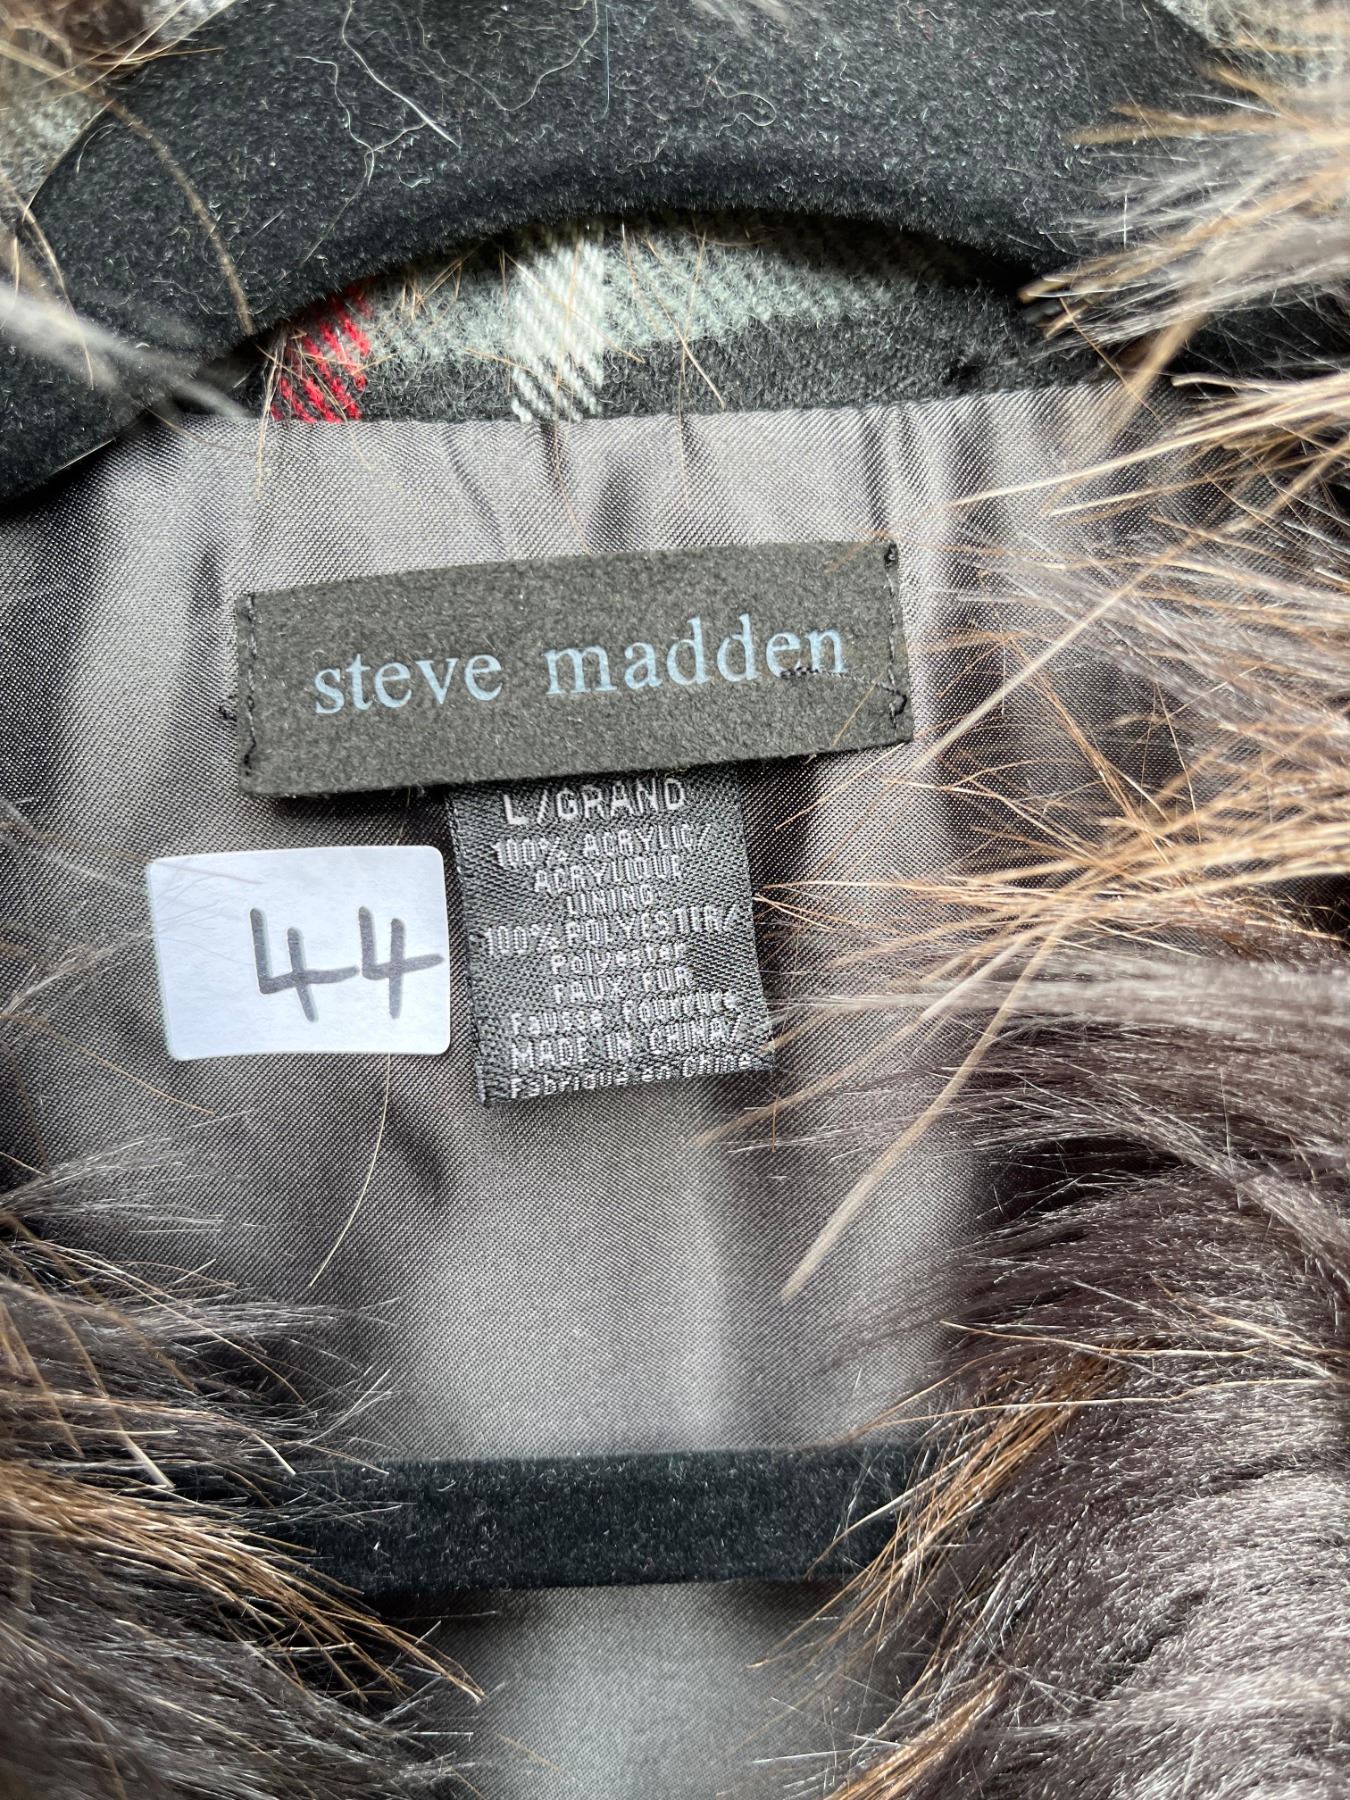 steve madden
L/GRAND
100% ACRYLIC/
ACRYLIQUE
LINING
100% POLYESTER/
Polyester
FAUX FUR
Fausse Fourrure
MADE IN CHINA/
Fabrique en Chine
44